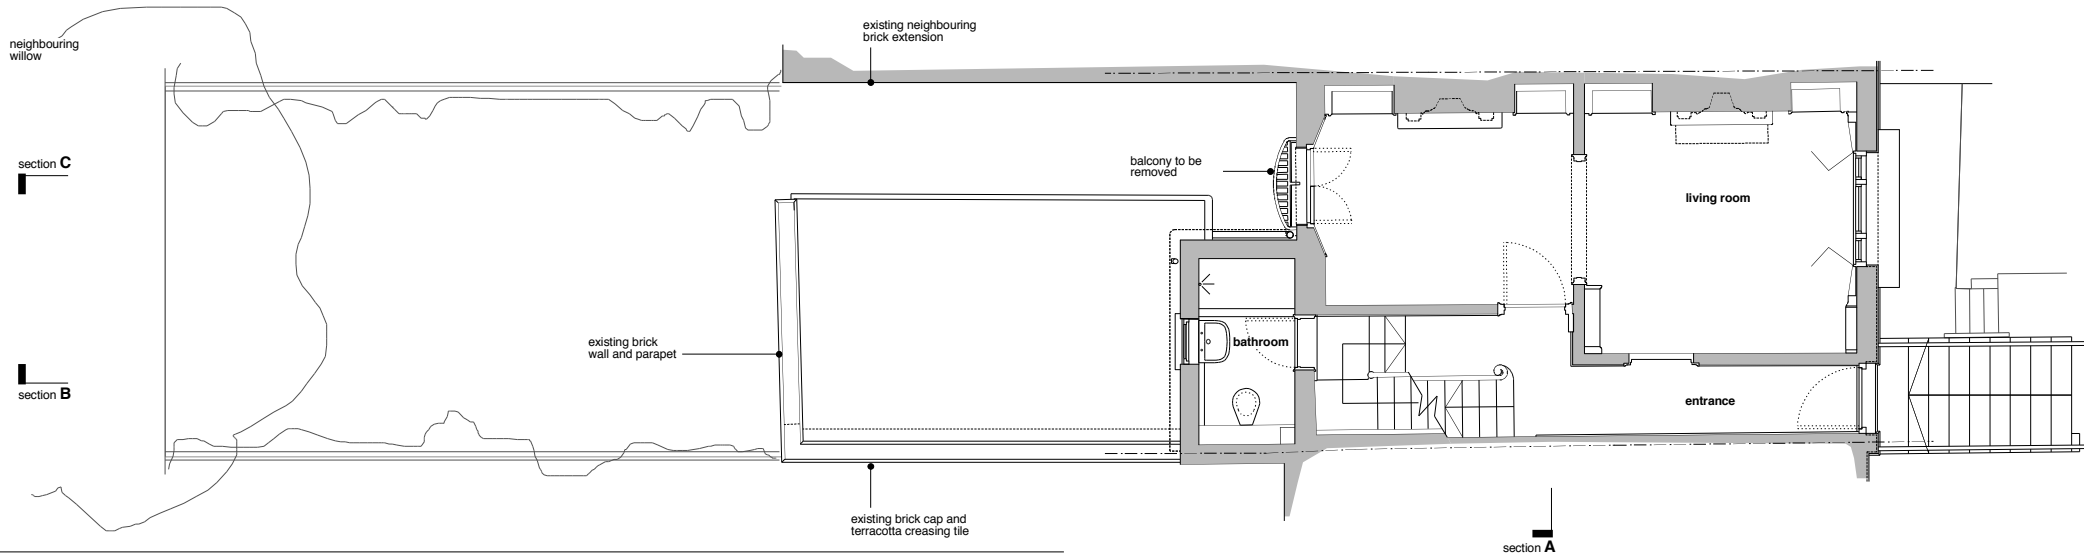 existing neighbouring
brick extension
neighbouring
willow
section C
balcony to be
removed
living room
existing brick
wall and parapet
bathroom
section B
entrance
existing brick cap and
terracotta creasing tile
section A